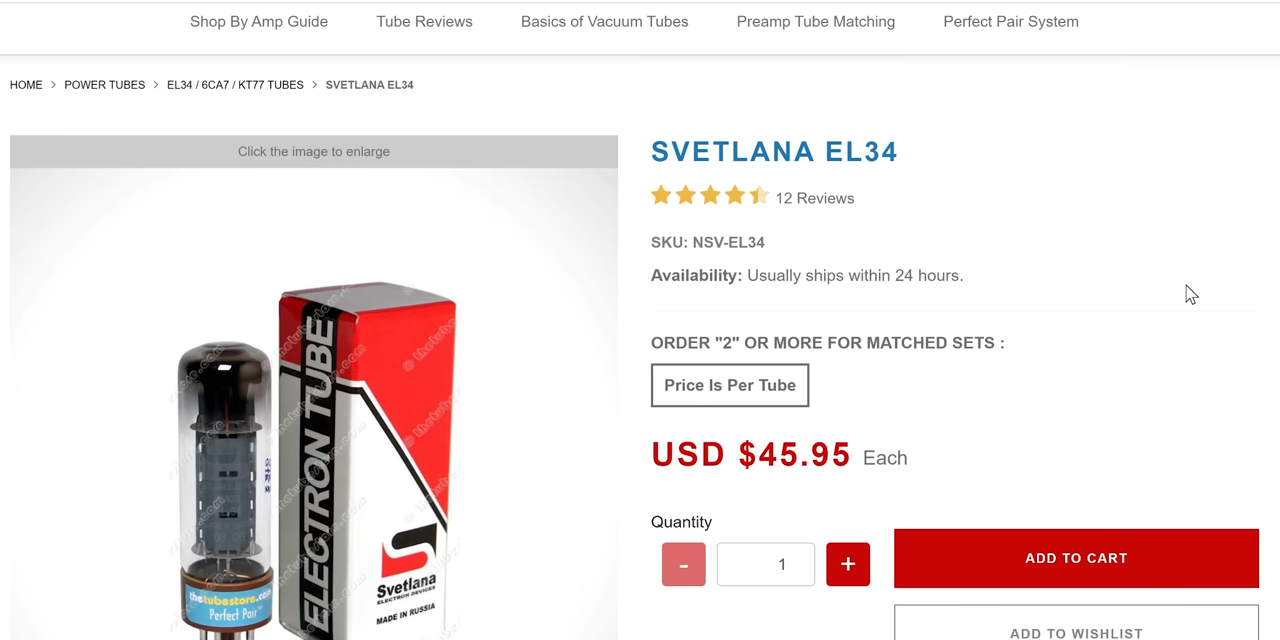 Shop By Amp Guide Tube Reviews Basics of Vacuum Tubes Preamp Tube Matching Perfect Pair System
HOME > POWER TUBES > EL34 / 6CA7 / KT77 TUBES > SVETLANA EL34
Click the image to enlarge
SVETLANA EL34
12 Reviews
SKU: NSV-EL34
Availability: Usually ships within 24 hours.
ORDER "2" OR MORE FOR MATCHED SETS :
Price Is Per Tube
USD $45.95 Each
Quantity
- 1 +
ADD TO CART
ADD TO WISHLIST
ELECTRON TUBE
Svetlana
ELECTRON DEVICES
MADE IN RUSSIA
thetubestore.com
Perfect Pair™